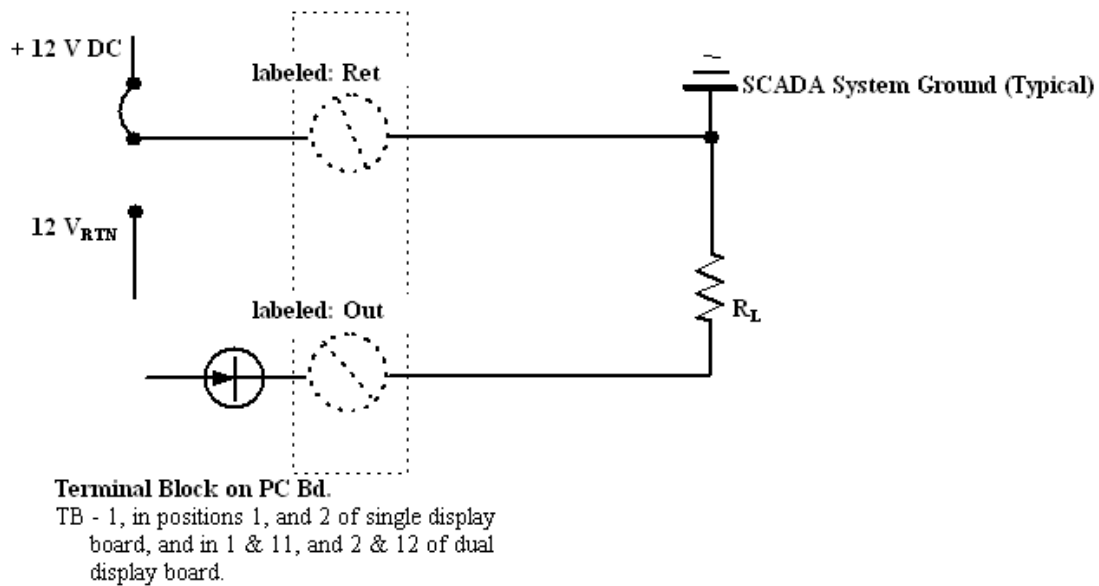 + 12 V DC
labeled: Ret
SCADA System Ground (Typical)
12 VRTN
labeled: Out
RL
Terminal Block on PC Bd.
TB - 1, in positions 1, and 2 of single display
board, and in 1 & 11, and 2 & 12 of dual
display board.